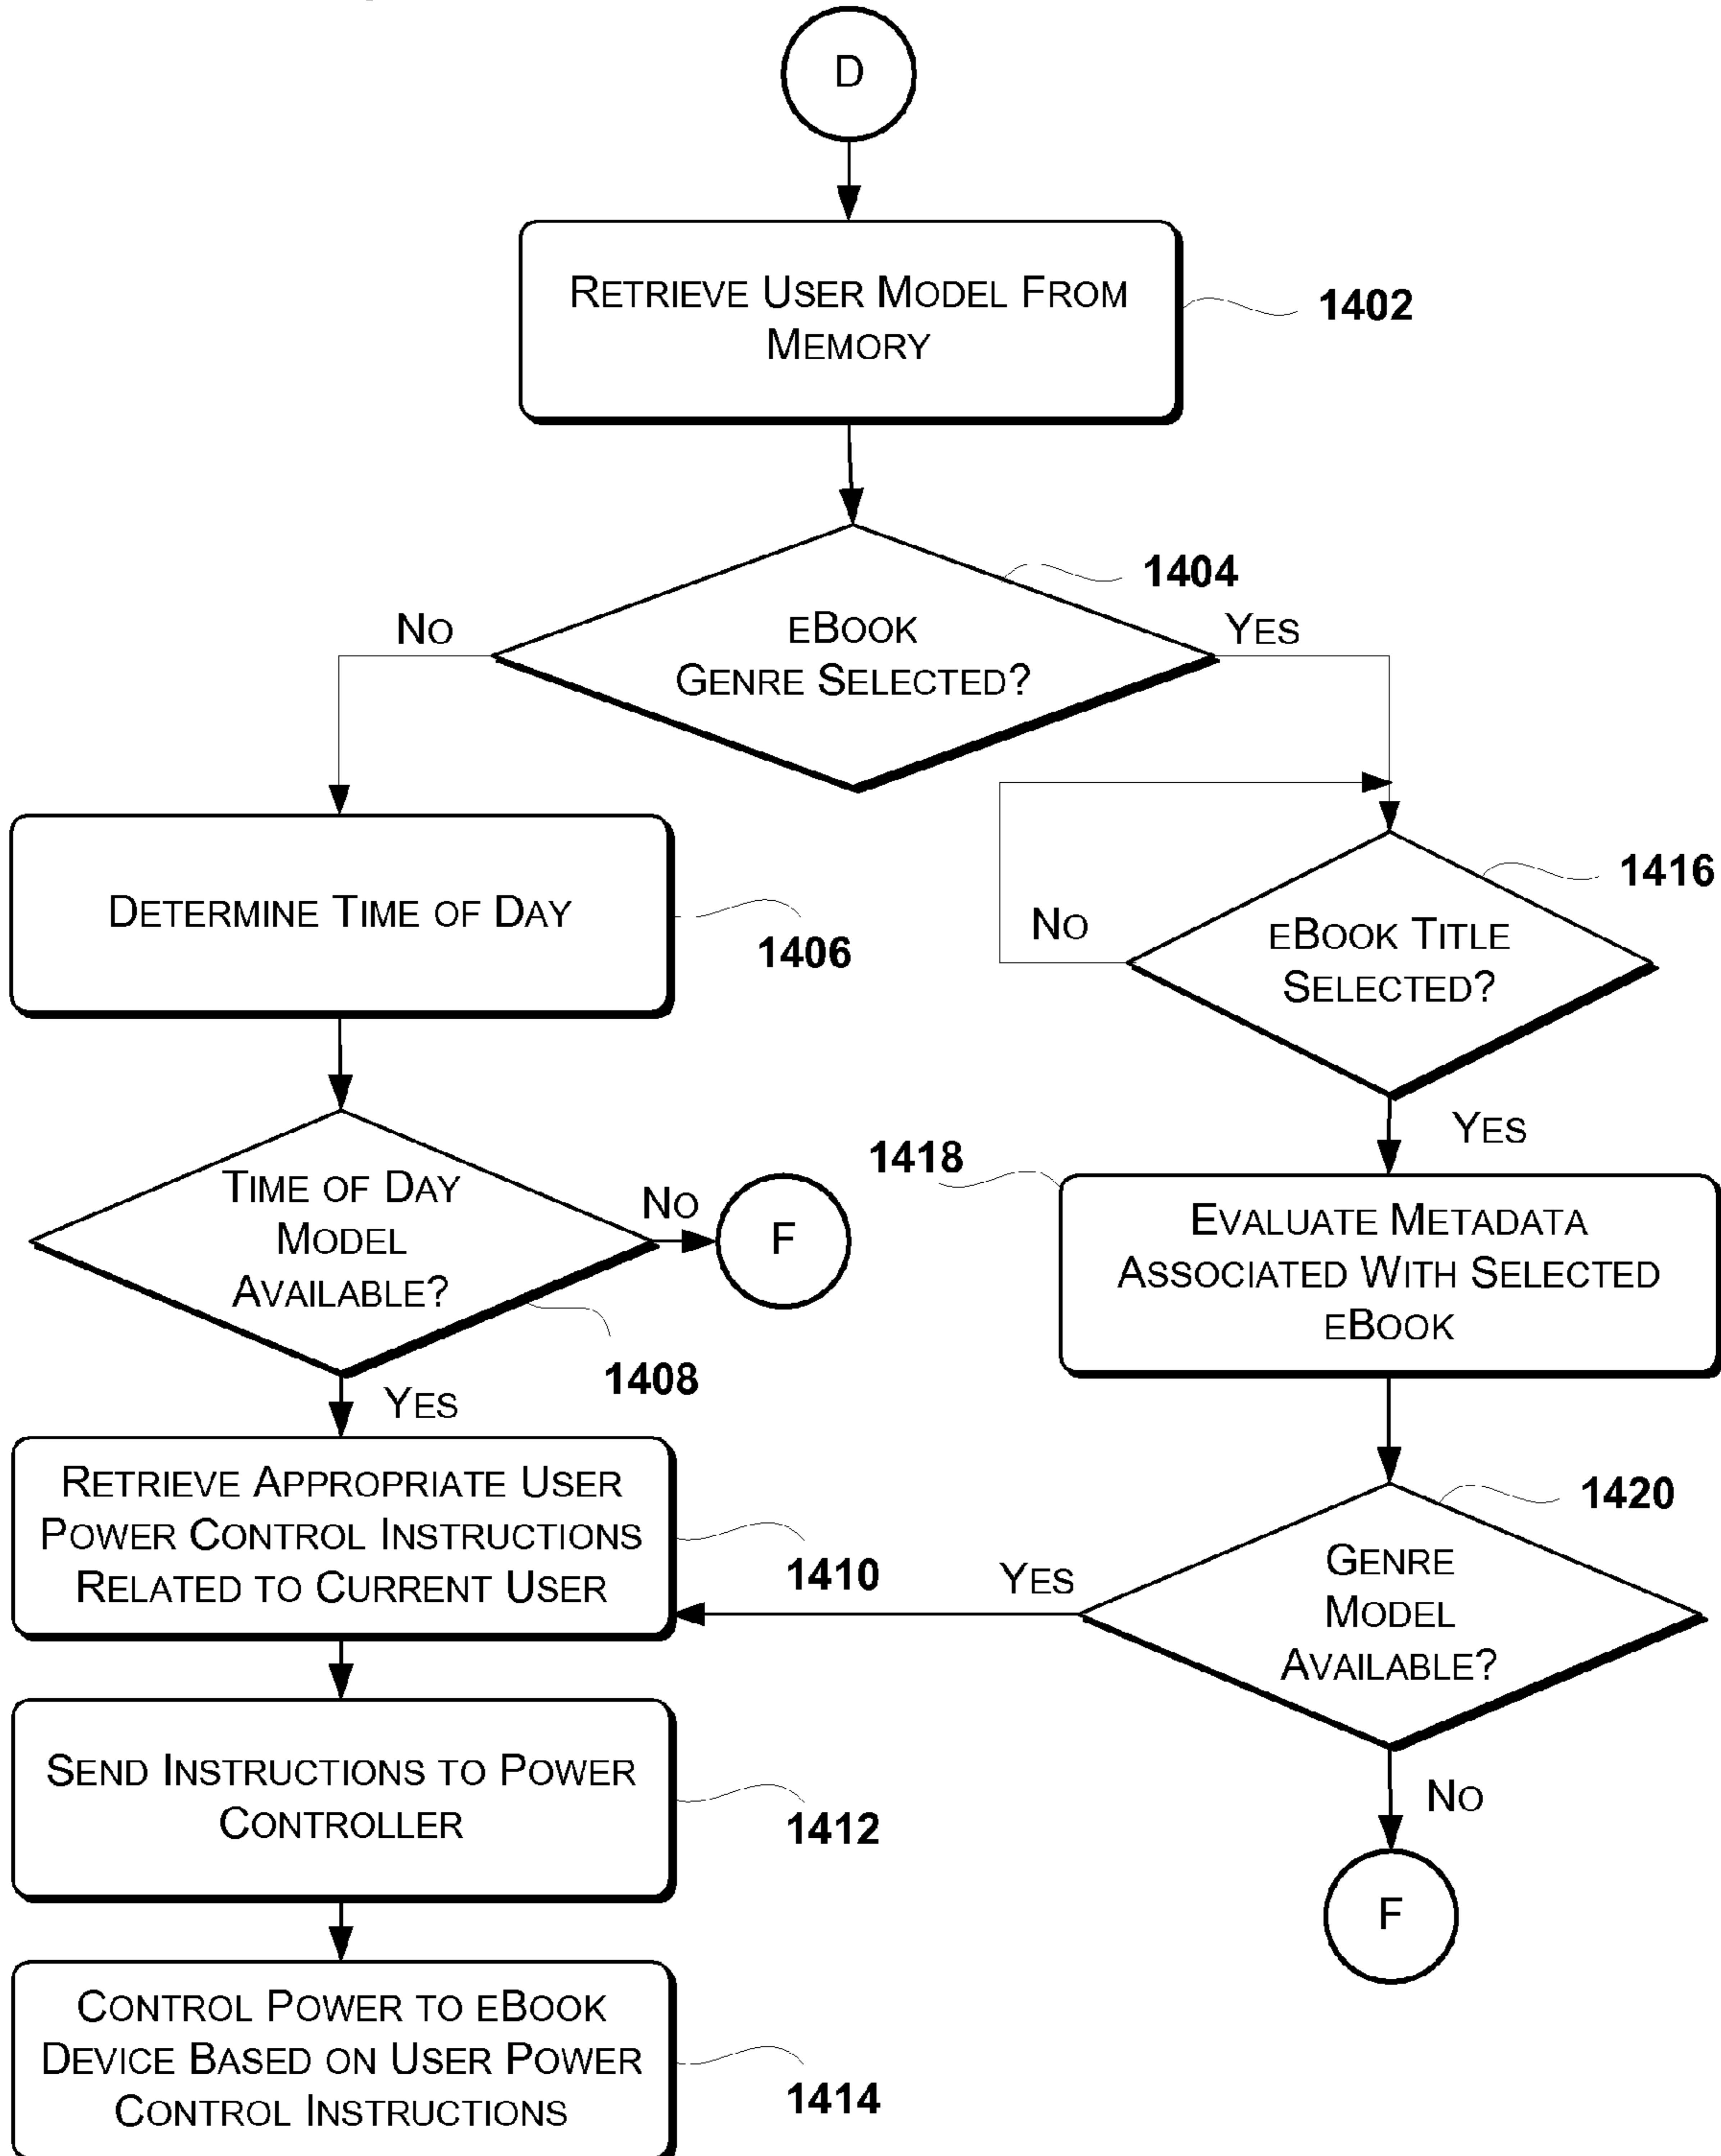 D
RETRIEVE USER MODEL FROM
MEMORY
1402
1404
EBOOK
GENRE SELECTED?
NO
YES
DETERMINE TIME OF DAY
1406
1416
EBOOK TITLE
SELECTED?
NO
YES
TIME OF DAY
MODEL
AVAILABLE?
NO
F
1408
YES
1418
EVALUATE METADATA
ASSOCIATED WITH SELECTED
EBOOK
RETRIEVE APPROPRIATE USER
POWER CONTROL INSTRUCTIONS
RELATED TO CURRENT USER
1410
YES
1420
GENRE
MODEL
AVAILABLE?
NO
F
SEND INSTRUCTIONS TO POWER
CONTROLLER
1412
CONTROL POWER TO EBOOK
DEVICE BASED ON USER POWER
CONTROL INSTRUCTIONS
1414